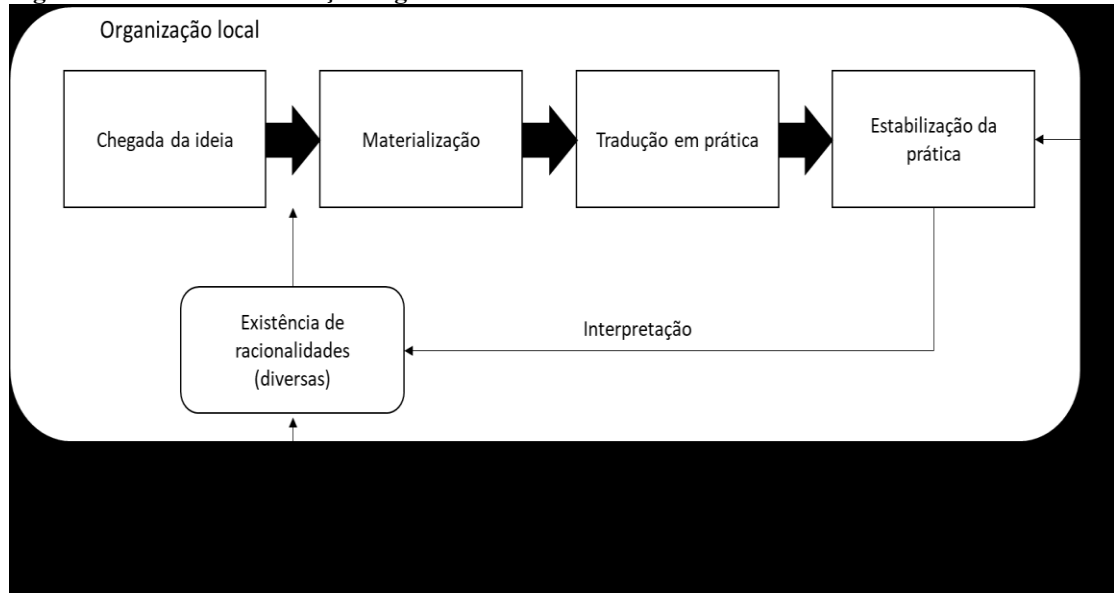 Organização local
Chegada da ideia
Materialização
Tradução em prática
Estabilização da
prática
Existência de
racionalidades
(diversas)
Interpretação